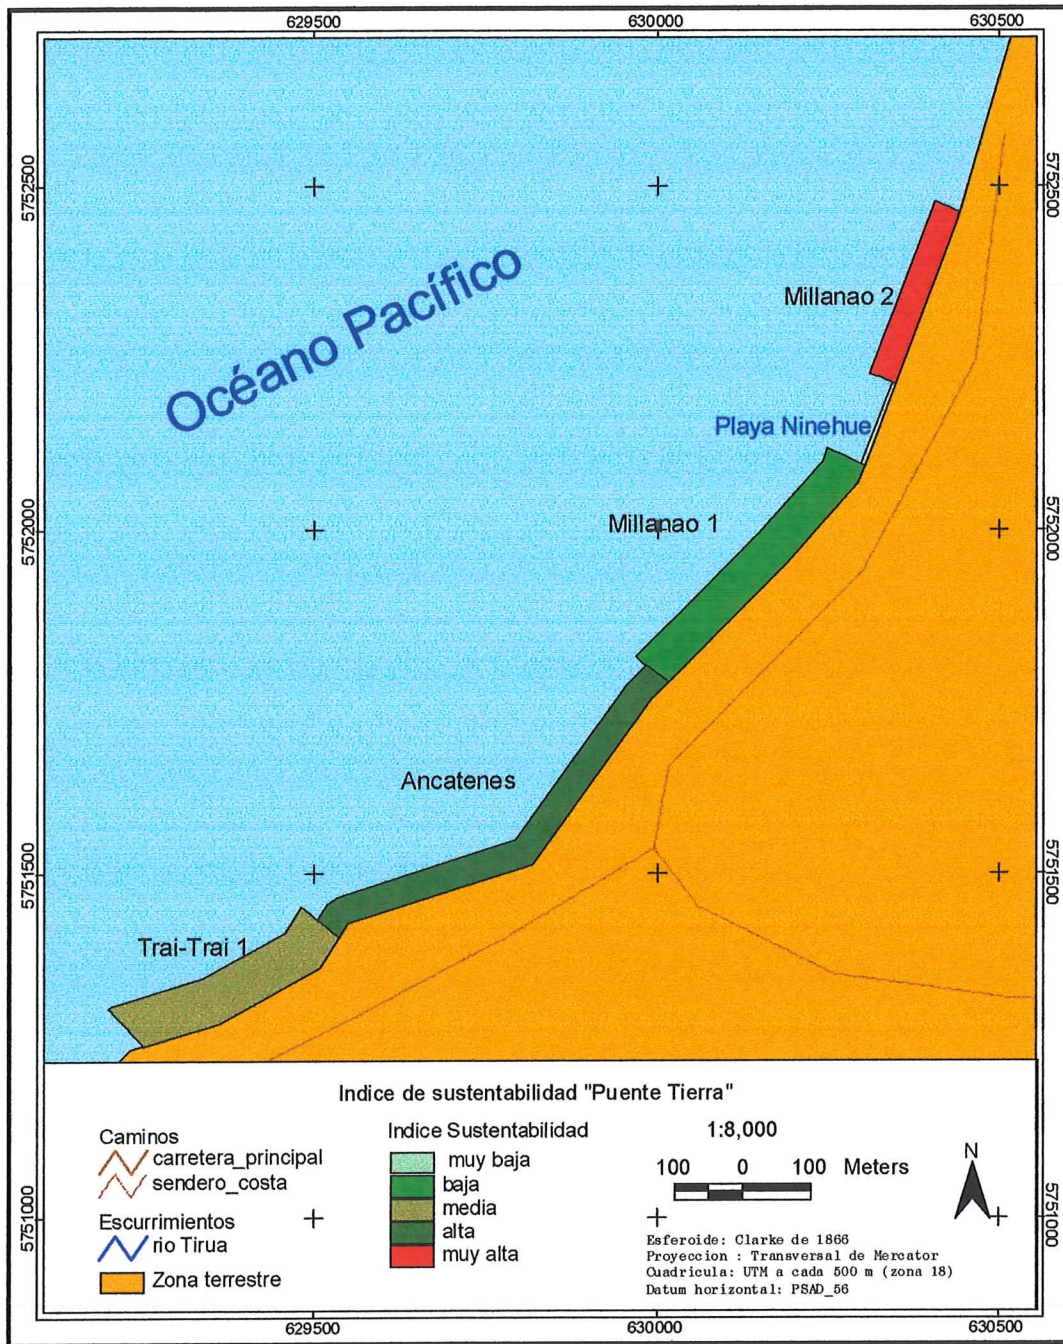 629500
630000
630500
5752500
5752500
Océano Pacífico
Millanao 2
Playa Ninehue
Millanao 1
5752000
5752000
Ancatenes
5751500
5751500
Trai-Trai 1
Indice de sustentabilidad "Puente Tierra"
Caminos
carretera_principal
sendero_costa
Escurrimientos
rio Tirua
Zona terrestre
Indice Sustentabilidad
muy baja
baja
media
alta
muy alta
1:8,000
100 0 100 Meters
N
5751000
5751000
Esferoide: Clarke de 1866
Proyeccion : Transversal de Mercator
Cuadricula: UTM a cada 500 m (zona 18)
Datum horizontal: PSAD_56
629500
630000
630500